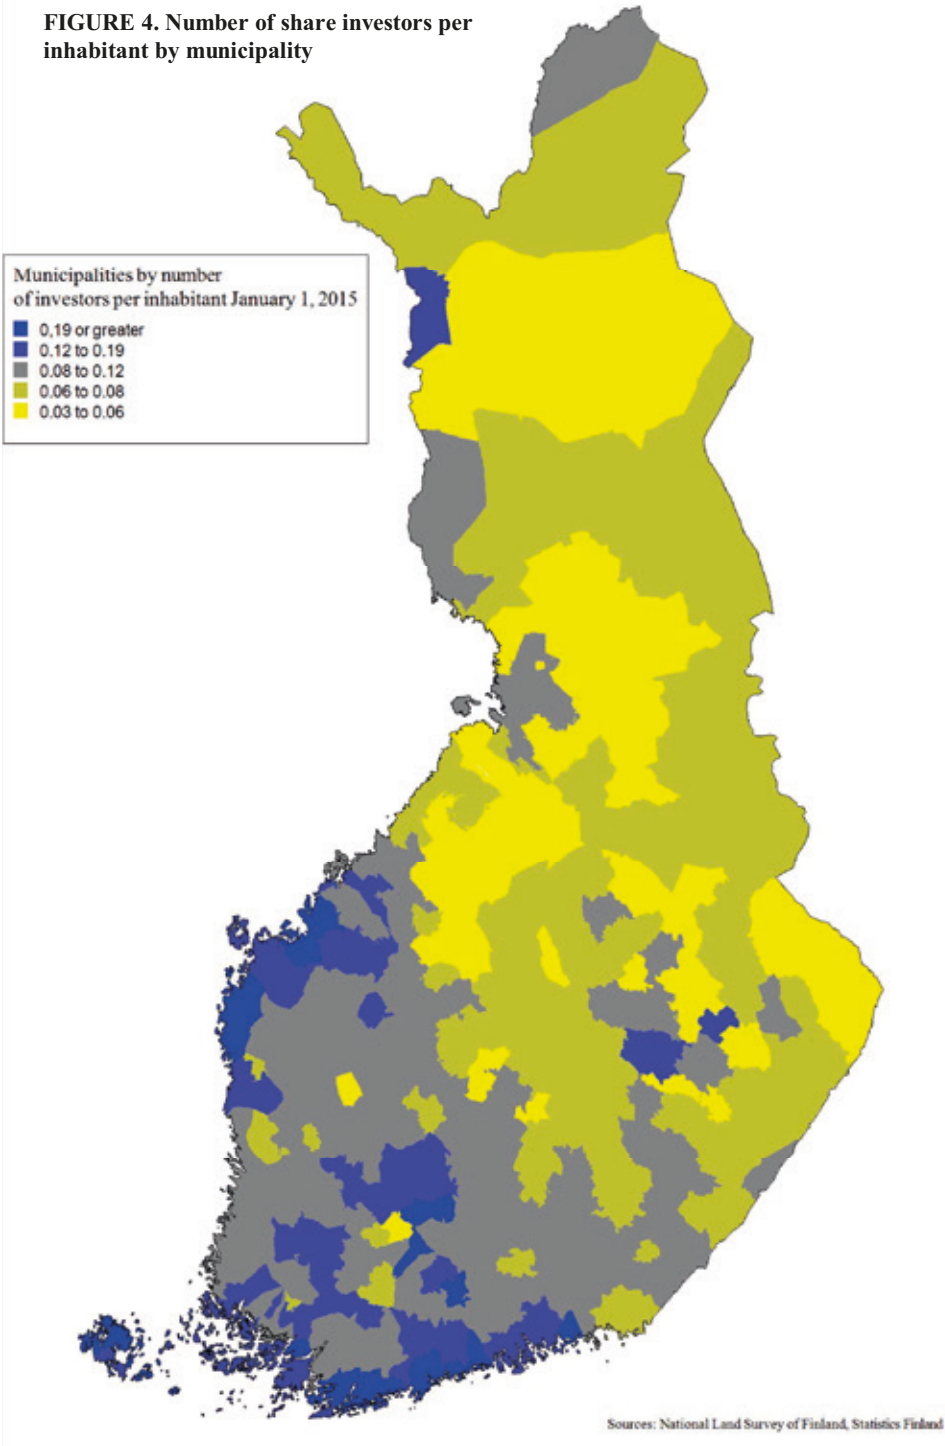 FIGURE 4. Number of share investors per
inhabitant by municipality
Municipalities by number
of investors per inhabitant January 1, 2015
0,19 or greater
0.12 to 0.19
0.08 to 0.12
0.06 to 0.08
0.03 to 0.06
Sources: National Land Survey of Finland, Statistics Finland